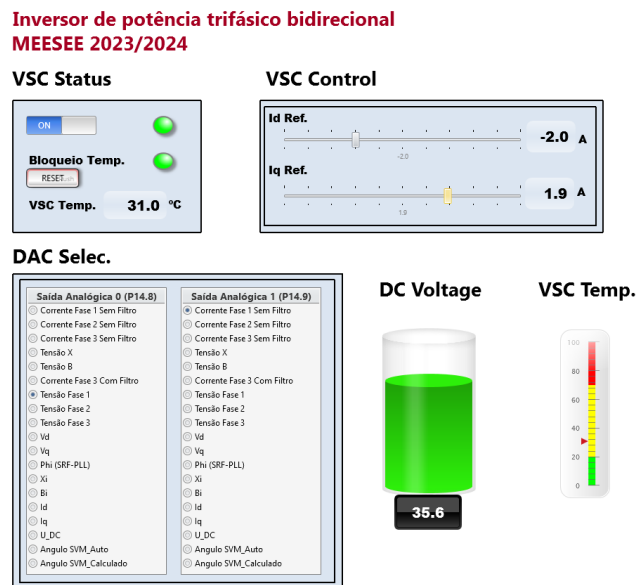 Inversor de potência trifásico bidirecional
MEESEE 2023/2024
VSC Status
VSC Control
ON
Bloqueio Temp.
RESET
VSC Temp. 31.0 °C
Id Ref.
-2.0 A
-2.0
Iq Ref.
1.9 A
1.9
DAC Selec.
Saída Analógica 0 (P14.8)
Corrente Fase 1 Sem Filtro
Corrente Fase 2 Sem Filtro
Corrente Fase 3 Sem Filtro
Tensão X
Tensão B
Corrente Fase 3 Com Filtro
Tensão Fase 1
Tensão Fase 2
Tensão Fase 3
Vd
Vq
Phi (SRF-PLL)
Xi
Bi
Id
Iq
U_DC
Angulo SVM_Auto
Angulo SVM_Calculado
Saída Analógica 1 (P14.9)
Corrente Fase 1 Sem Filtro
Corrente Fase 2 Sem Filtro
Corrente Fase 3 Sem Filtro
Tensão X
Tensão B
Corrente Fase 3 Com Filtro
Tensão Fase 1
Tensão Fase 2
Tensão Fase 3
Vd
Vq
Phi (SRF-PLL)
Xi
Bi
Id
Iq
U_DC
Angulo SVM_Auto
Angulo SVM_Calculado
DC Voltage
35.6
VSC Temp.
100
80
60
40
20
0